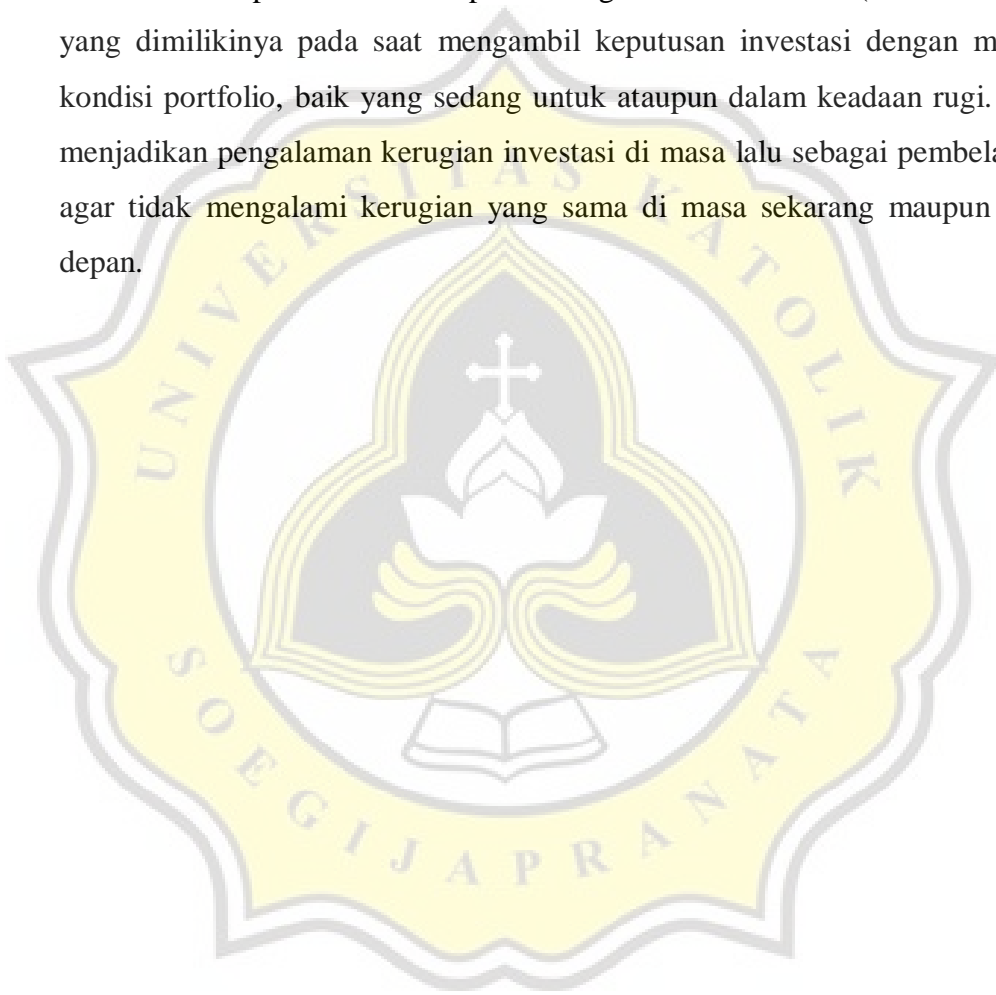 yang dimilikinya pada saat mengambil keputusan investasi dengan m
kondisi portfolio, baik yang sedang untuk ataupun dalam keadaan rugi.
menjadikan pengalaman kerugian investasi di masa lalu sebagai pembela
agar tidak mengalami kerugian yang sama di masa sekarang maupun
depan.
UNIVERSITAS KATOLIK
SOEGIJAPRANATA